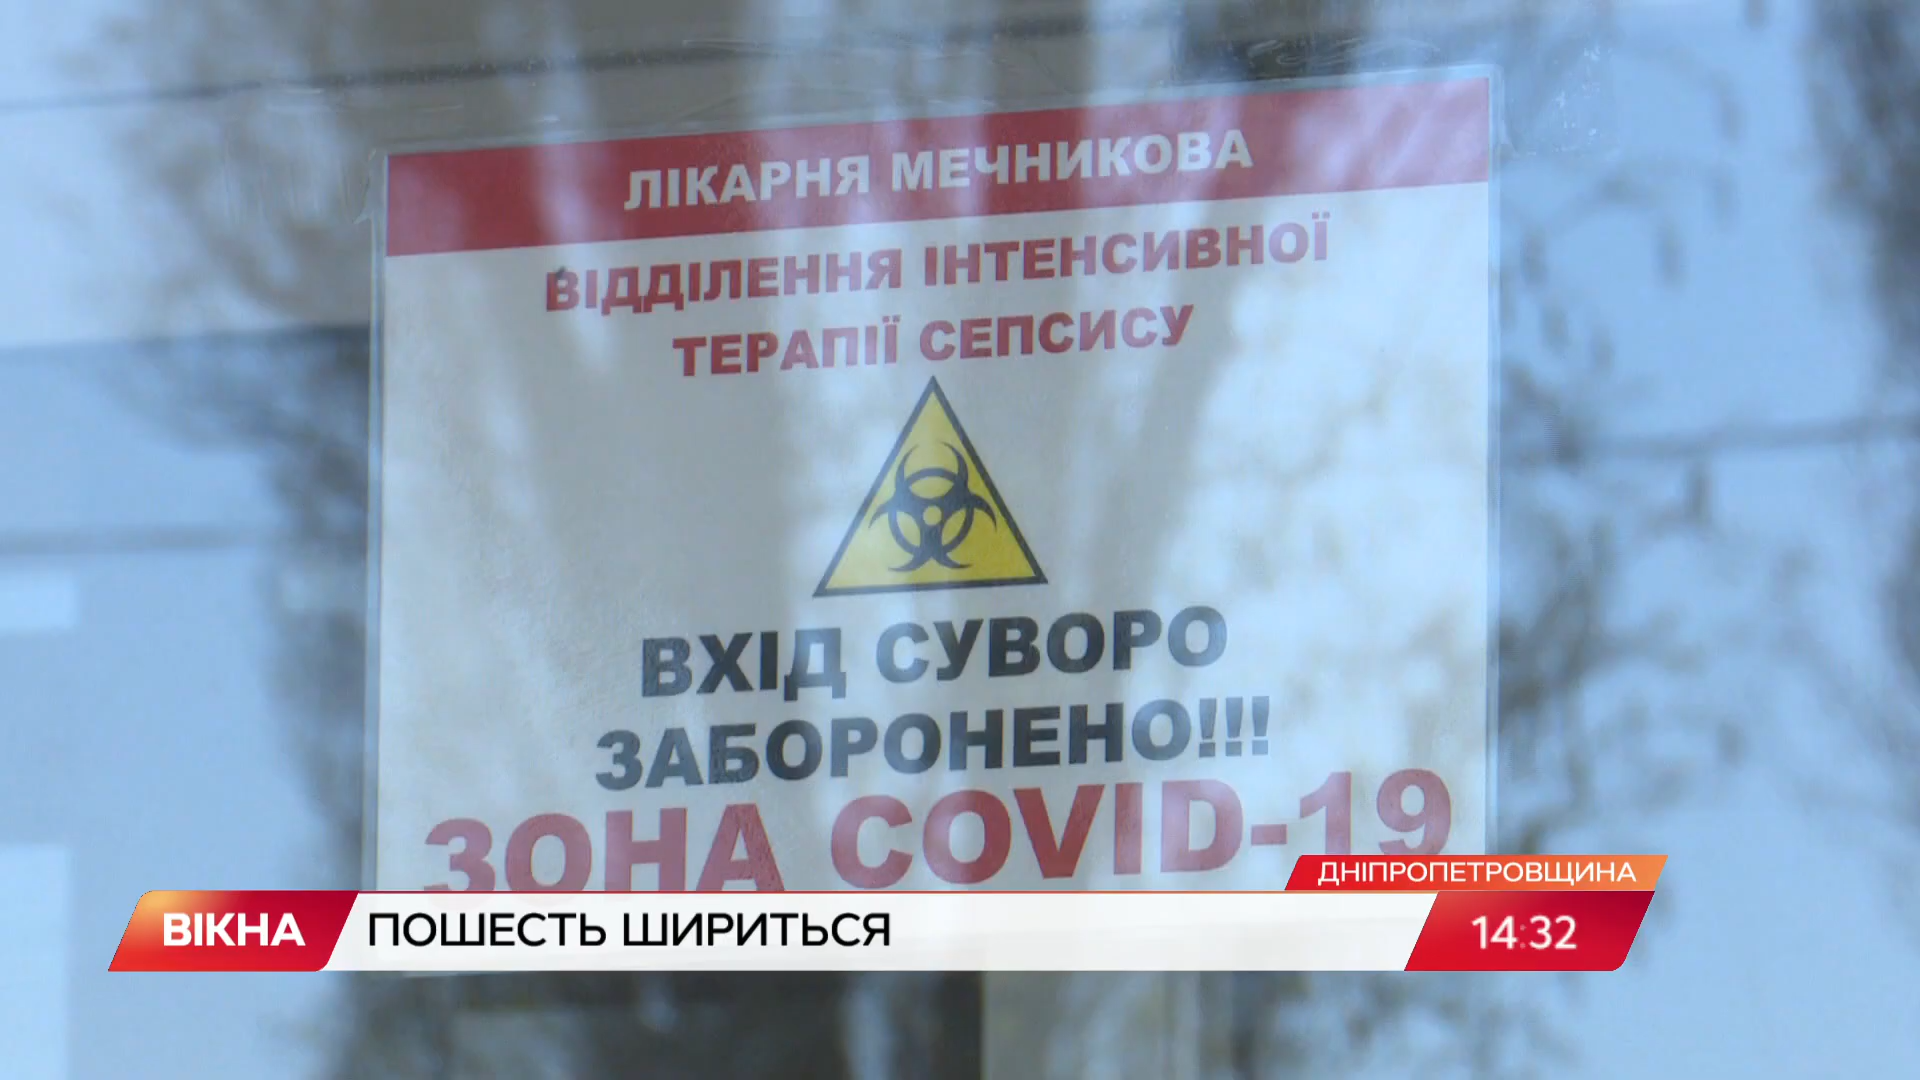 ЛІКАРНЯ МЕЧНИКОВА
ВІДДІЛЕННЯ ІНТЕНСИВНОЇ
ТЕРАПІЇ СЕПСИСУ
ВХІД СУВОРО
ЗАБОРОНЕНО!!!
ЗОНА COVID-19
ДНІПРОПЕТРОВЩИНА
ВІКНА
ПОШЕСТЬ ШИРИТЬСЯ
14:32